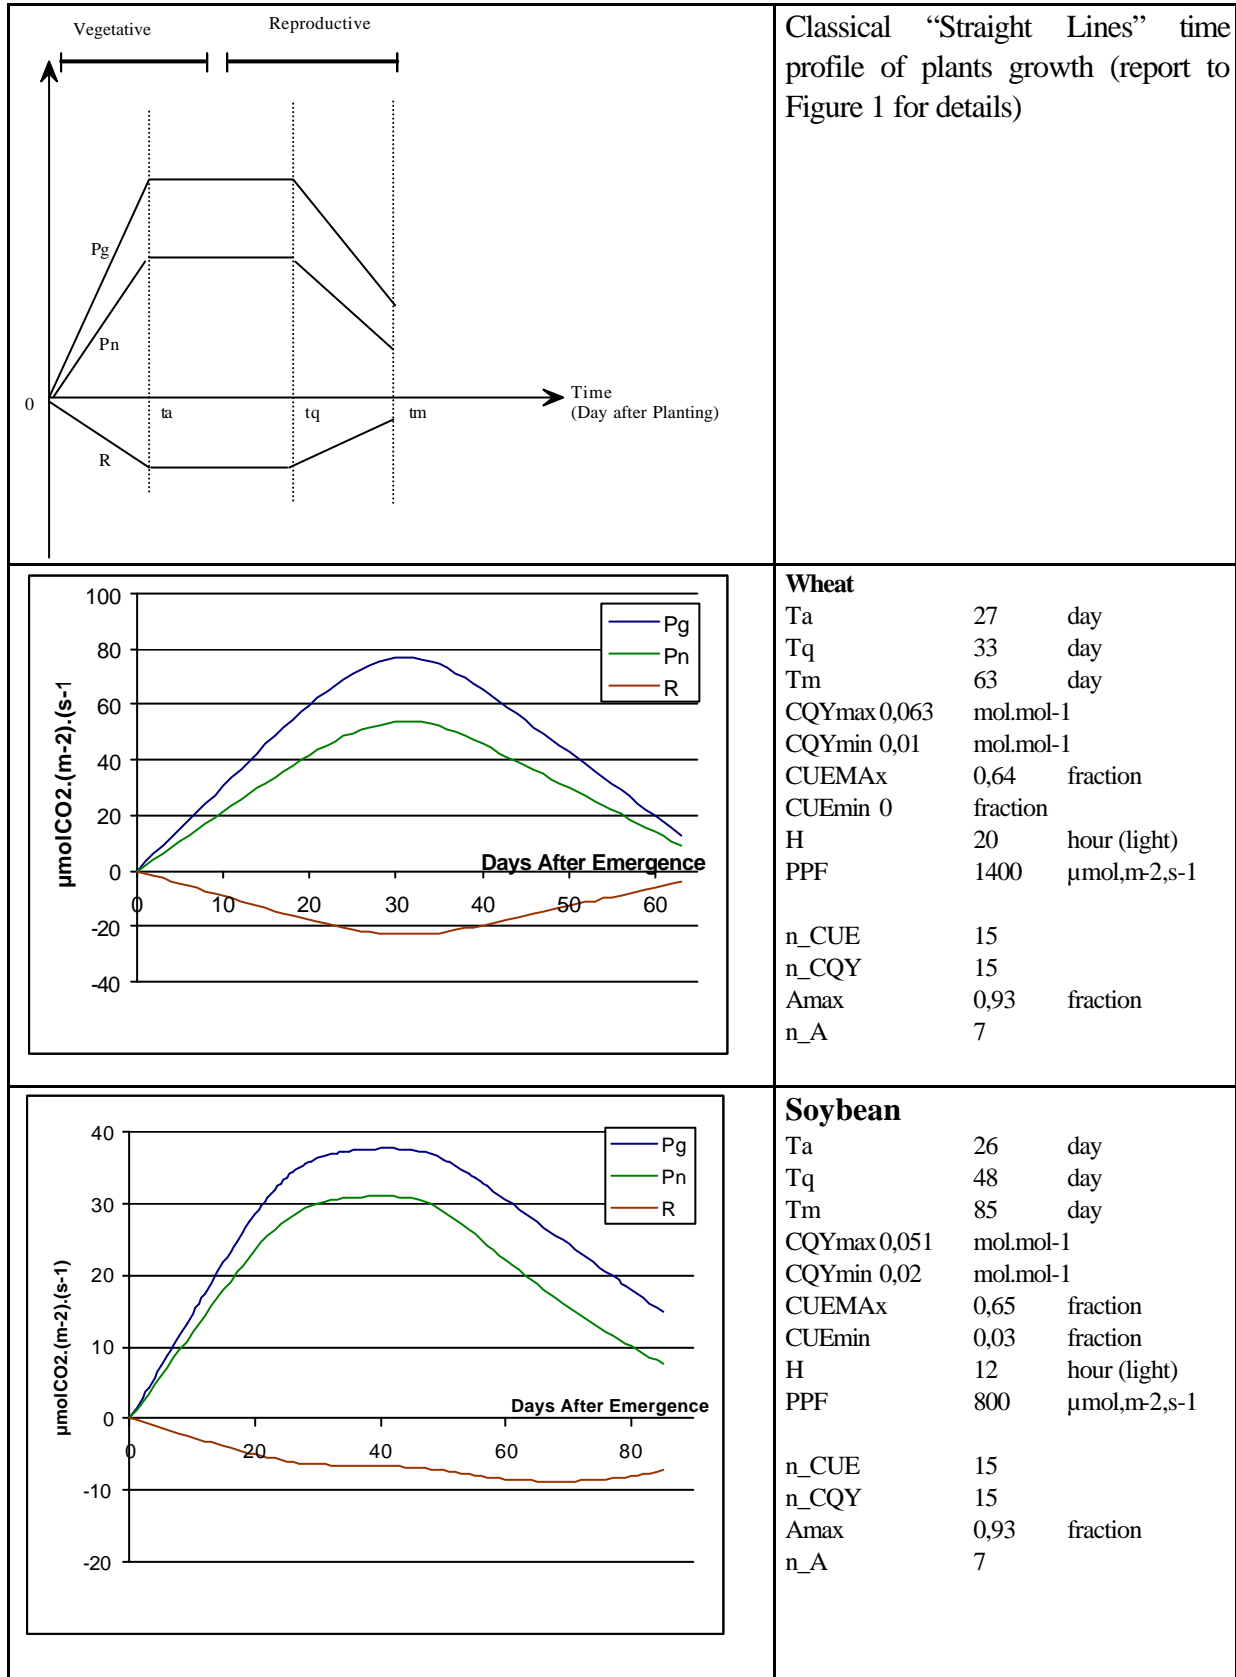 Vegetative
Reproductive
Pg
Pn
0
R
ta
tq
tm
Time
(Day after Planting)
Classical “Straight Lines” time
profile of plants growth (report to
Figure 1 for details)
100
80
60
40
20
0
-20
-40
µmolCO2.(m-2).(s-1
Pg
Pn
R
Days After Emergence
0 10 20 30 40 50 60
Wheat
Ta 27 day
Tq 33 day
Tm 63 day
CQYmax 0,063 mol.mol-1
CQYmin 0,01 mol.mol-1
CUEMAx 0,64 fraction
CUEmin 0 fraction
H 20 hour (light)
PPF 1400 µmol,m-2,s-1
n_CUE 15
n_CQY 15
Amax 0,93 fraction
n_A 7
40
30
20
10
0
-10
-20
µmolCO2.(m-2).(s-1)
Pg
Pn
R
Days After Emergence
0 20 40 60 80
Soybean
Ta 26 day
Tq 48 day
Tm 85 day
CQYmax 0,051 mol.mol-1
CQYmin 0,02 mol.mol-1
CUEMAx 0,65 fraction
CUEmin 0,03 fraction
H 12 hour (light)
PPF 800 µmol,m-2,s-1
n_CUE 15
n_CQY 15
Amax 0,93 fraction
n_A 7